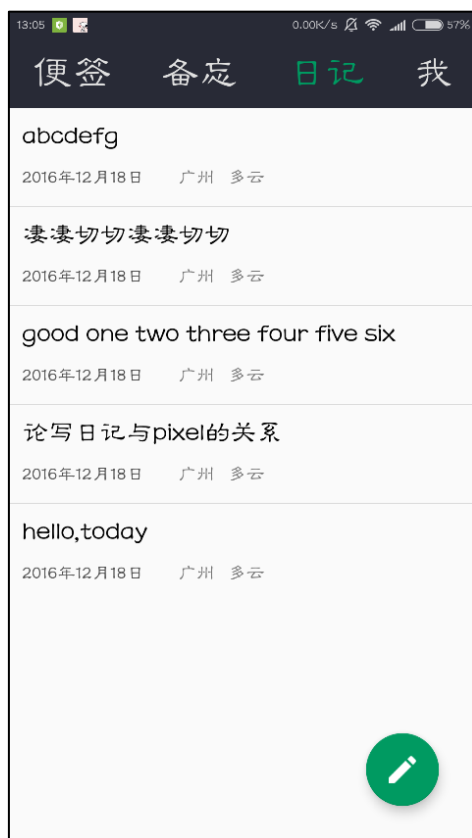 13:05 0.00K/s 57%
便签 备忘 日记 我
abcdefg
2016年12月18日 广州 多云
凄凄切切凄凄切切
2016年12月18日 广州 多云
good one two three four five six
2016年12月18日 广州 多云
论写日记与pixel的关系
2016年12月18日 广州 多云
hello,today
2016年12月18日 广州 多云